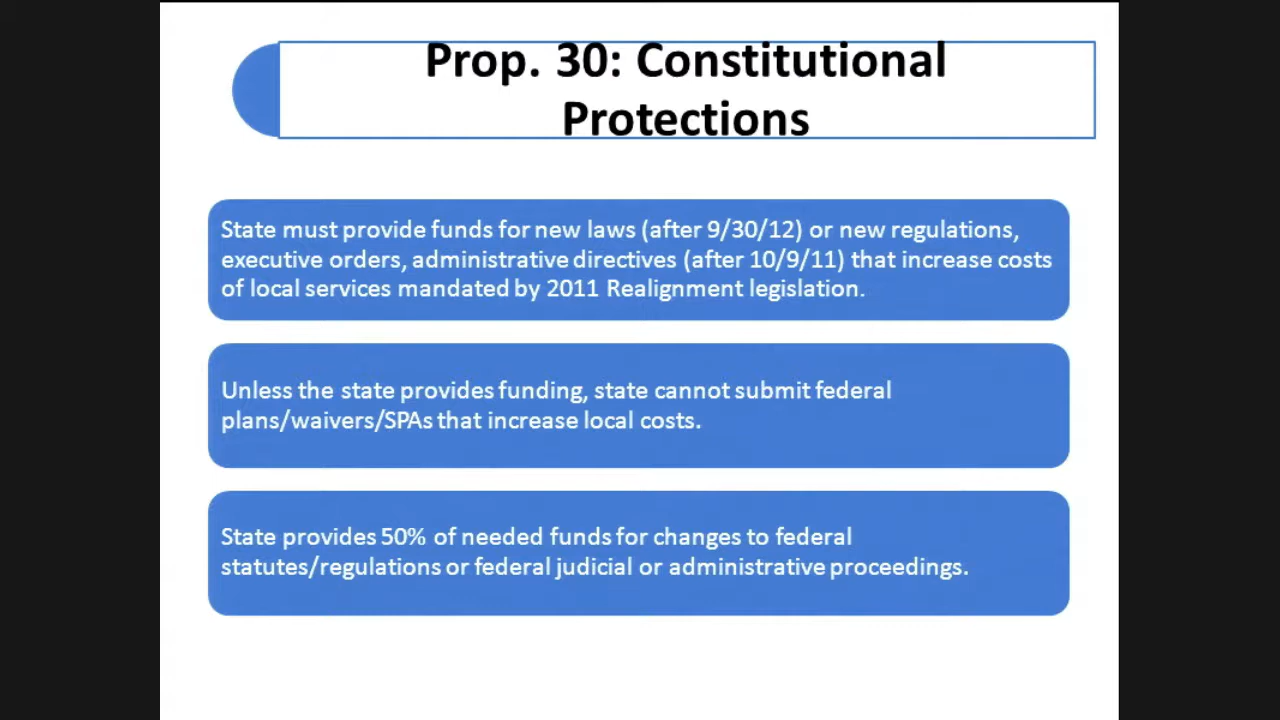 Prop. 30: Constitutional
Protections
State must provide funds for new laws (after 9/30/12) or new regulations,
executive orders, administrative directives (after 10/9/11) that increase costs
of local services mandated by 2011 Realignment legislation.
Unless the state provides funding, state cannot submit federal
plans/waivers/SPAs that increase local costs.
State provides 50% of needed funds for changes to federal
statutes/regulations or federal judicial or administrative proceedings.